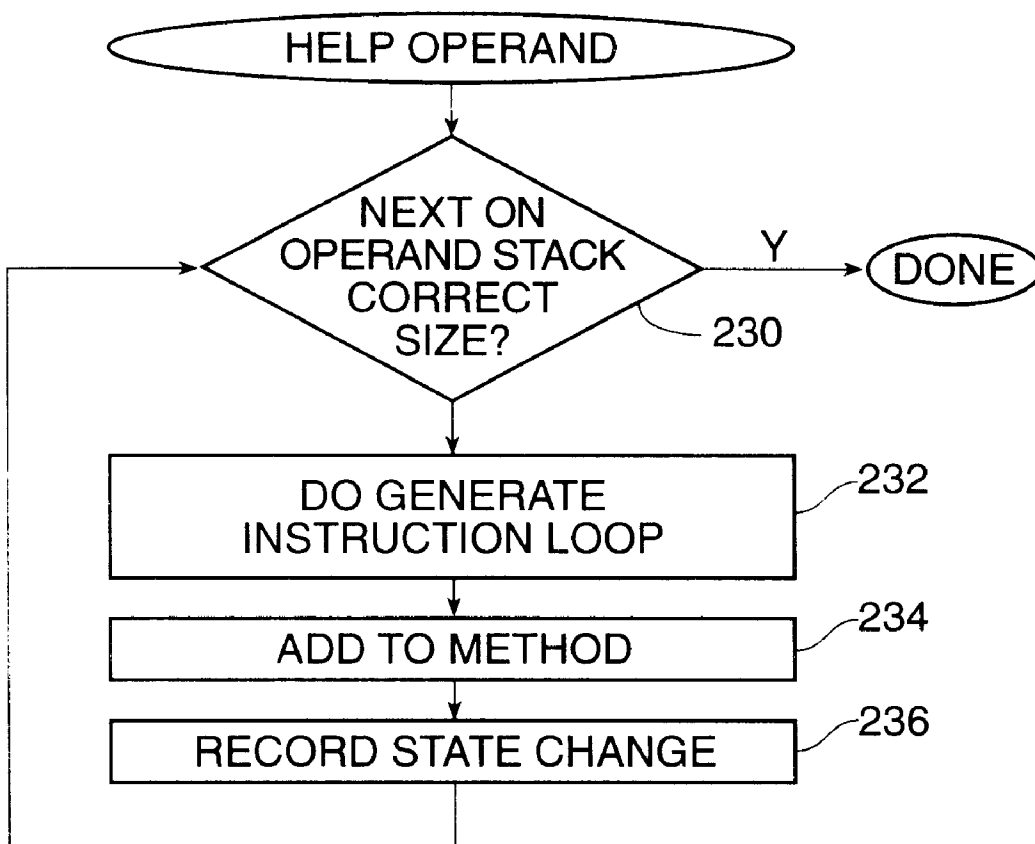 HELP OPERAND
NEXT ON
OPERAND STACK
CORRECT
SIZE?
Y
DONE
230
DO GENERATE
INSTRUCTION LOOP
232
ADD TO METHOD
234
RECORD STATE CHANGE
236